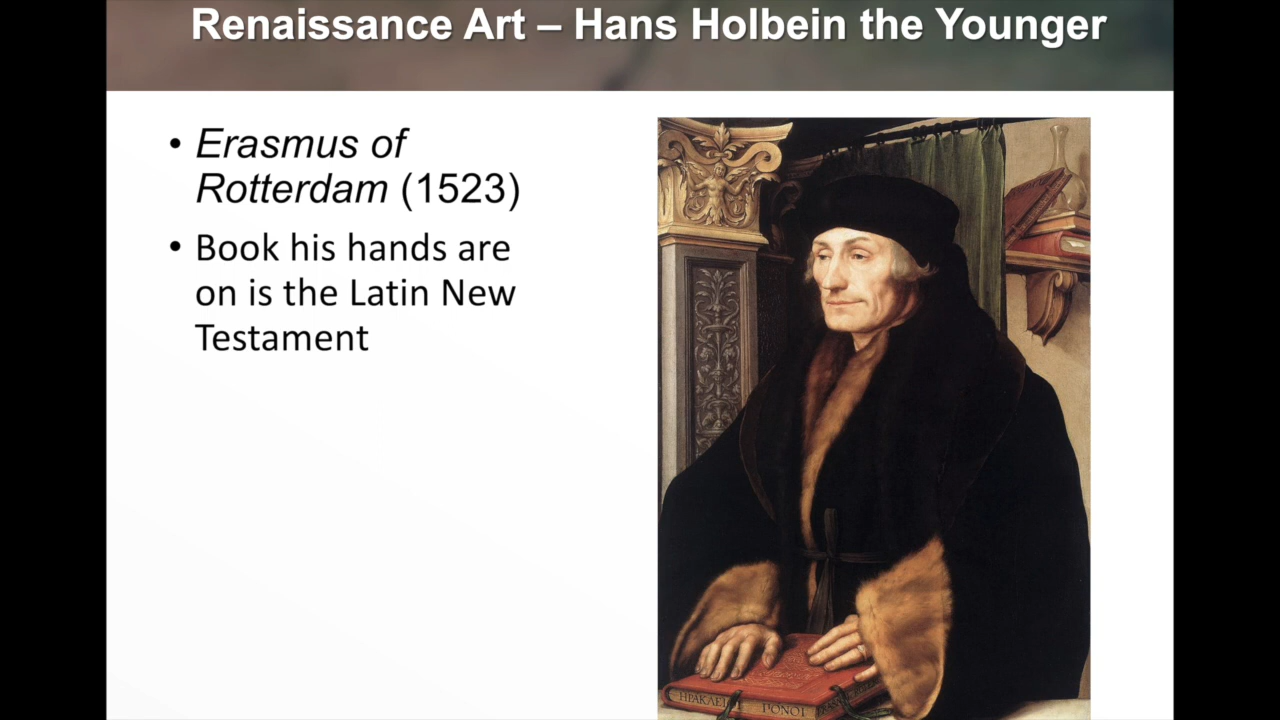 Renaissance Art – Hans Holbein the Younger
• Erasmus of
Rotterdam (1523)
• Book his hands are
on is the Latin New
Testament
ΗΡΑΚΛΕΙ ΠΟΝΟΙ